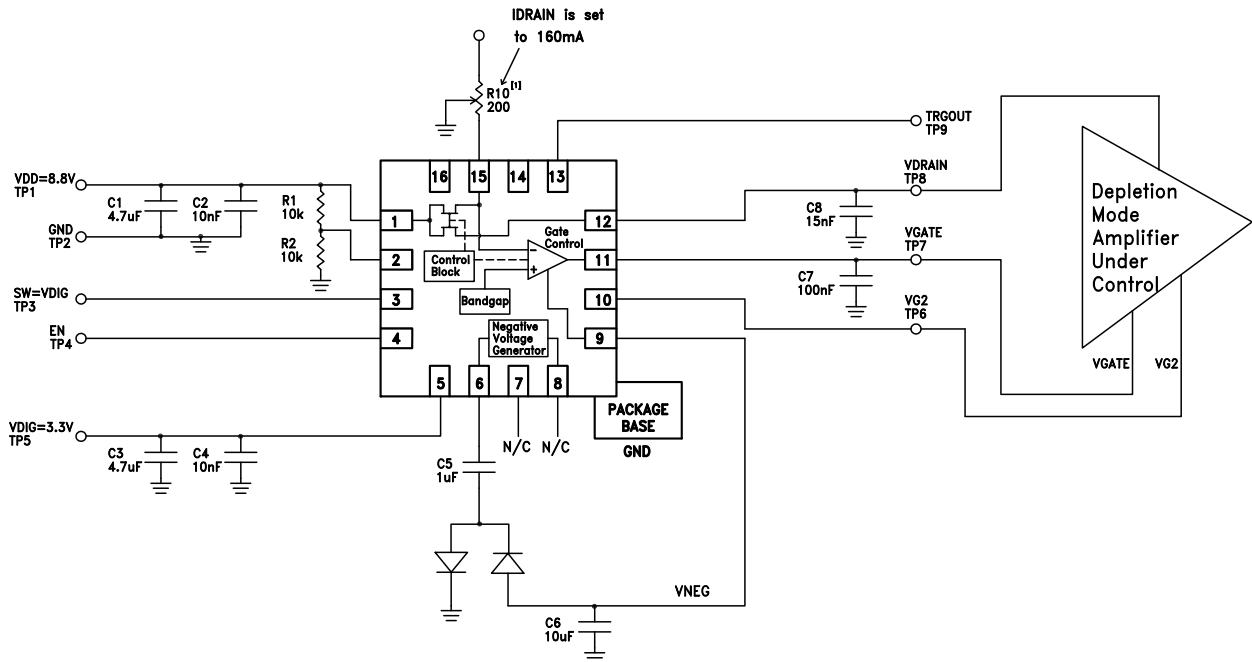 IDRAIN is set
to 160mA
R10[1]
200
TRGOUT
TP9
VDD=8.8V
TP1
C1
4.7uF
C2
10nF
R1
10k
GND
TP2
R2
10k
SW=VDIG
TP3
EN
TP4
16
15
14
13
1
2
3
4
12
11
10
9
5
6
7
8
Gate
Control
Control
Block
Bandgap
Negative
Voltage
Generator
-
+
VDRAIN
TP8
C8
15nF
VGATE
TP7
C7
100nF
VG2
TP6
Depletion
Mode
Amplifier
Under
Control
VGATE
VG2
PACKAGE
BASE
GND
VDIG=3.3V
TP5
C3
4.7uF
C4
10nF
N/C
N/C
C5
1uF
VNEG
C6
10uF